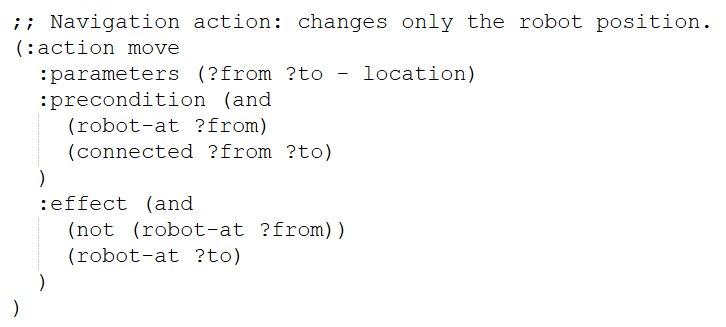 ;; Navigation action: changes only the robot position.
(:action move
  :parameters (?from ?to - location)
  :precondition (and
    (robot-at ?from)
    (connected ?from ?to)
  )
  :effect (and
    (not (robot-at ?from))
    (robot-at ?to)
  )
)